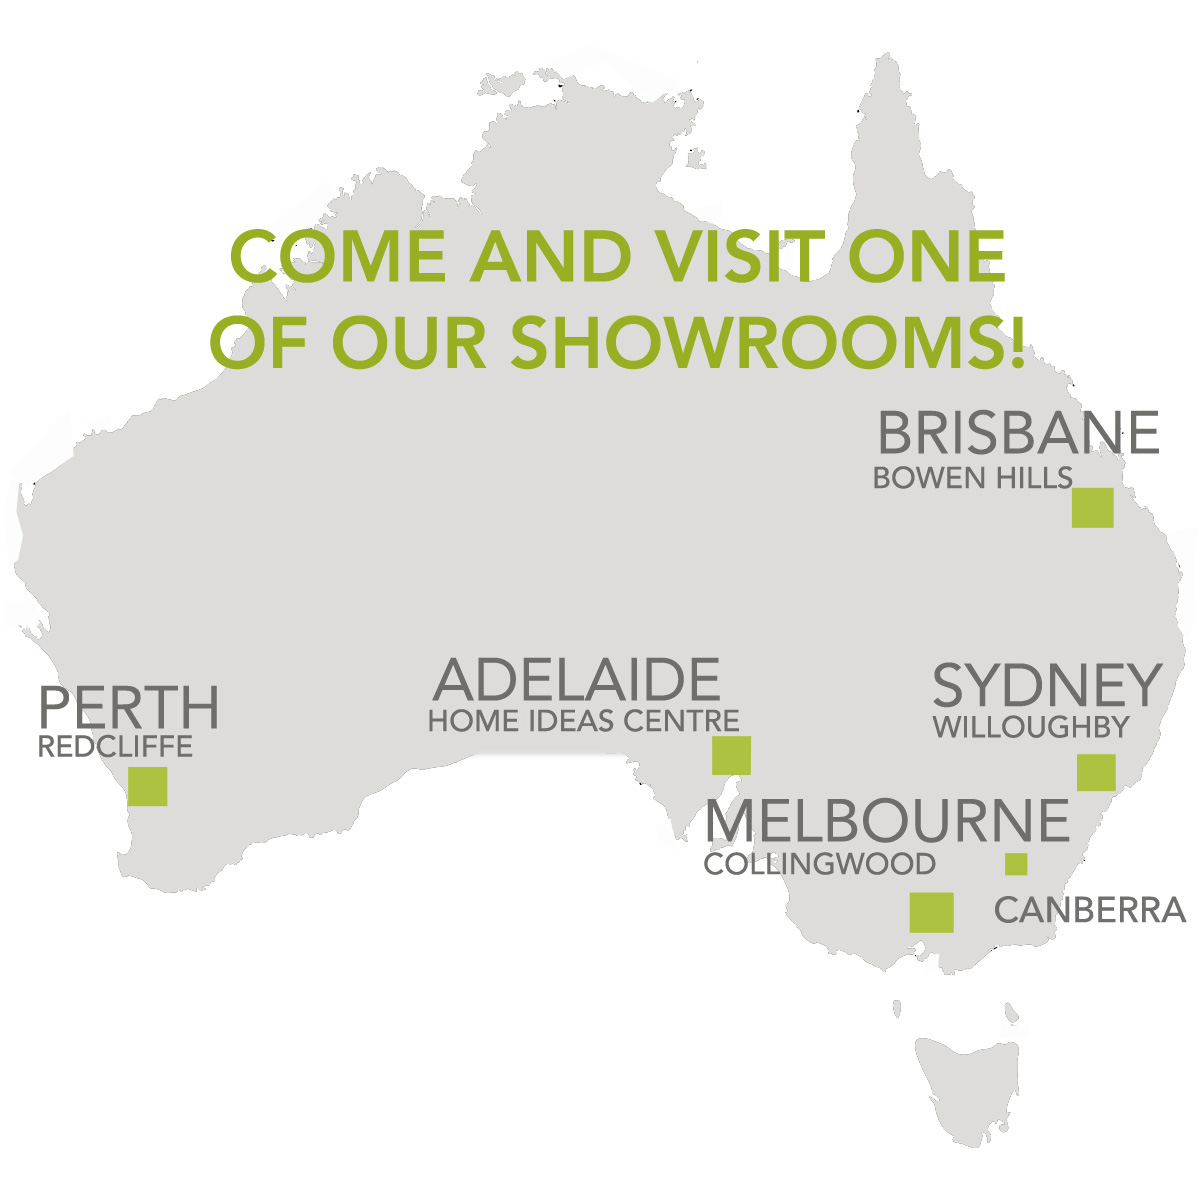 COME AND VISIT ONE
OF OUR SHOWROOMS!
BRISBANE
BOWEN HILLS
ADELAIDE
HOME IDEAS CENTRE
SYDNEY
WILLOUGHBY
PERTH
REDCLIFFE
MELBOURNE
COLLINGWOOD
CANBERRA